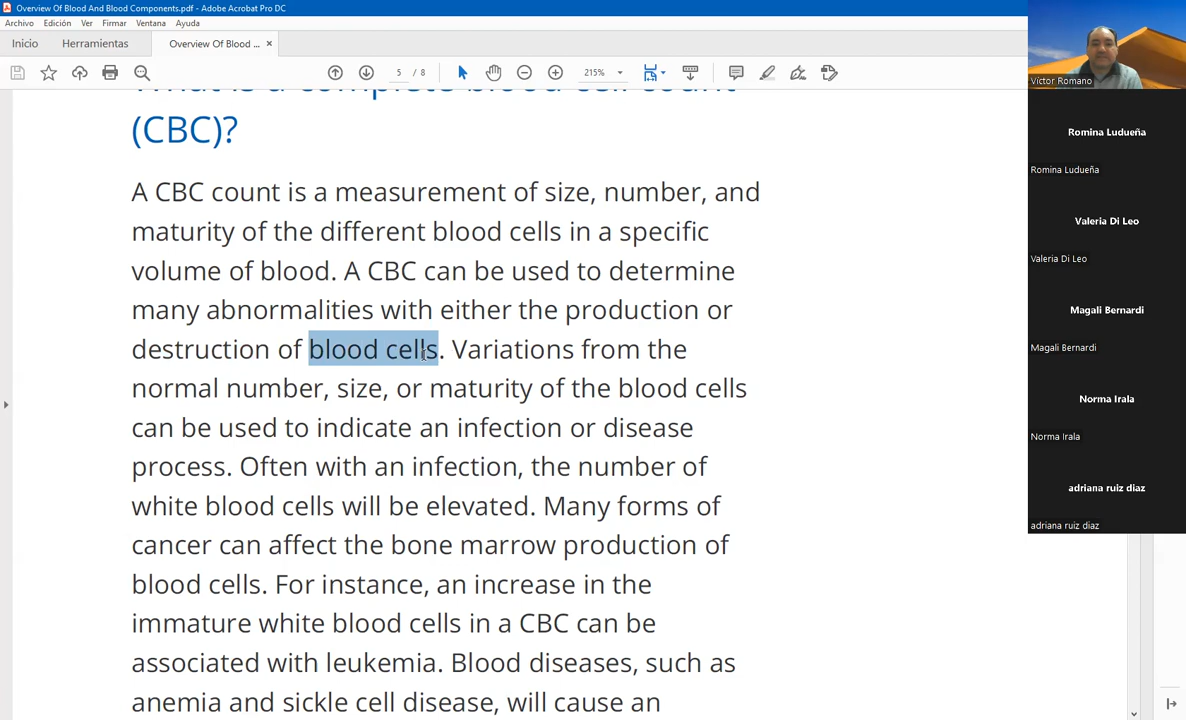 Overview Of Blood And Blood Components.pdf - Adobe Acrobat Pro DC
Archivo Edición Ver Firmar Ventana Ayuda
Inicio Herramientas Overview Of Blood ... ×
5 / 8 215%
What is a complete blood cell count
(CBC)?
A CBC count is a measurement of size, number, and
maturity of the different blood cells in a specific
volume of blood. A CBC can be used to determine
many abnormalities with either the production or
destruction of blood cells. Variations from the
normal number, size, or maturity of the blood cells
can be used to indicate an infection or disease
process. Often with an infection, the number of
white blood cells will be elevated. Many forms of
cancer can affect the bone marrow production of
blood cells. For instance, an increase in the
immature white blood cells in a CBC can be
associated with leukemia. Blood diseases, such as
anemia and sickle cell disease, will cause an
Víctor Romano
Romina Ludueña
Romina Ludueña
Valeria Di Leo
Valeria Di Leo
Magali Bernardi
Magali Bernardi
Norma Irala
Norma Irala
adriana ruiz diaz
adriana ruiz diaz